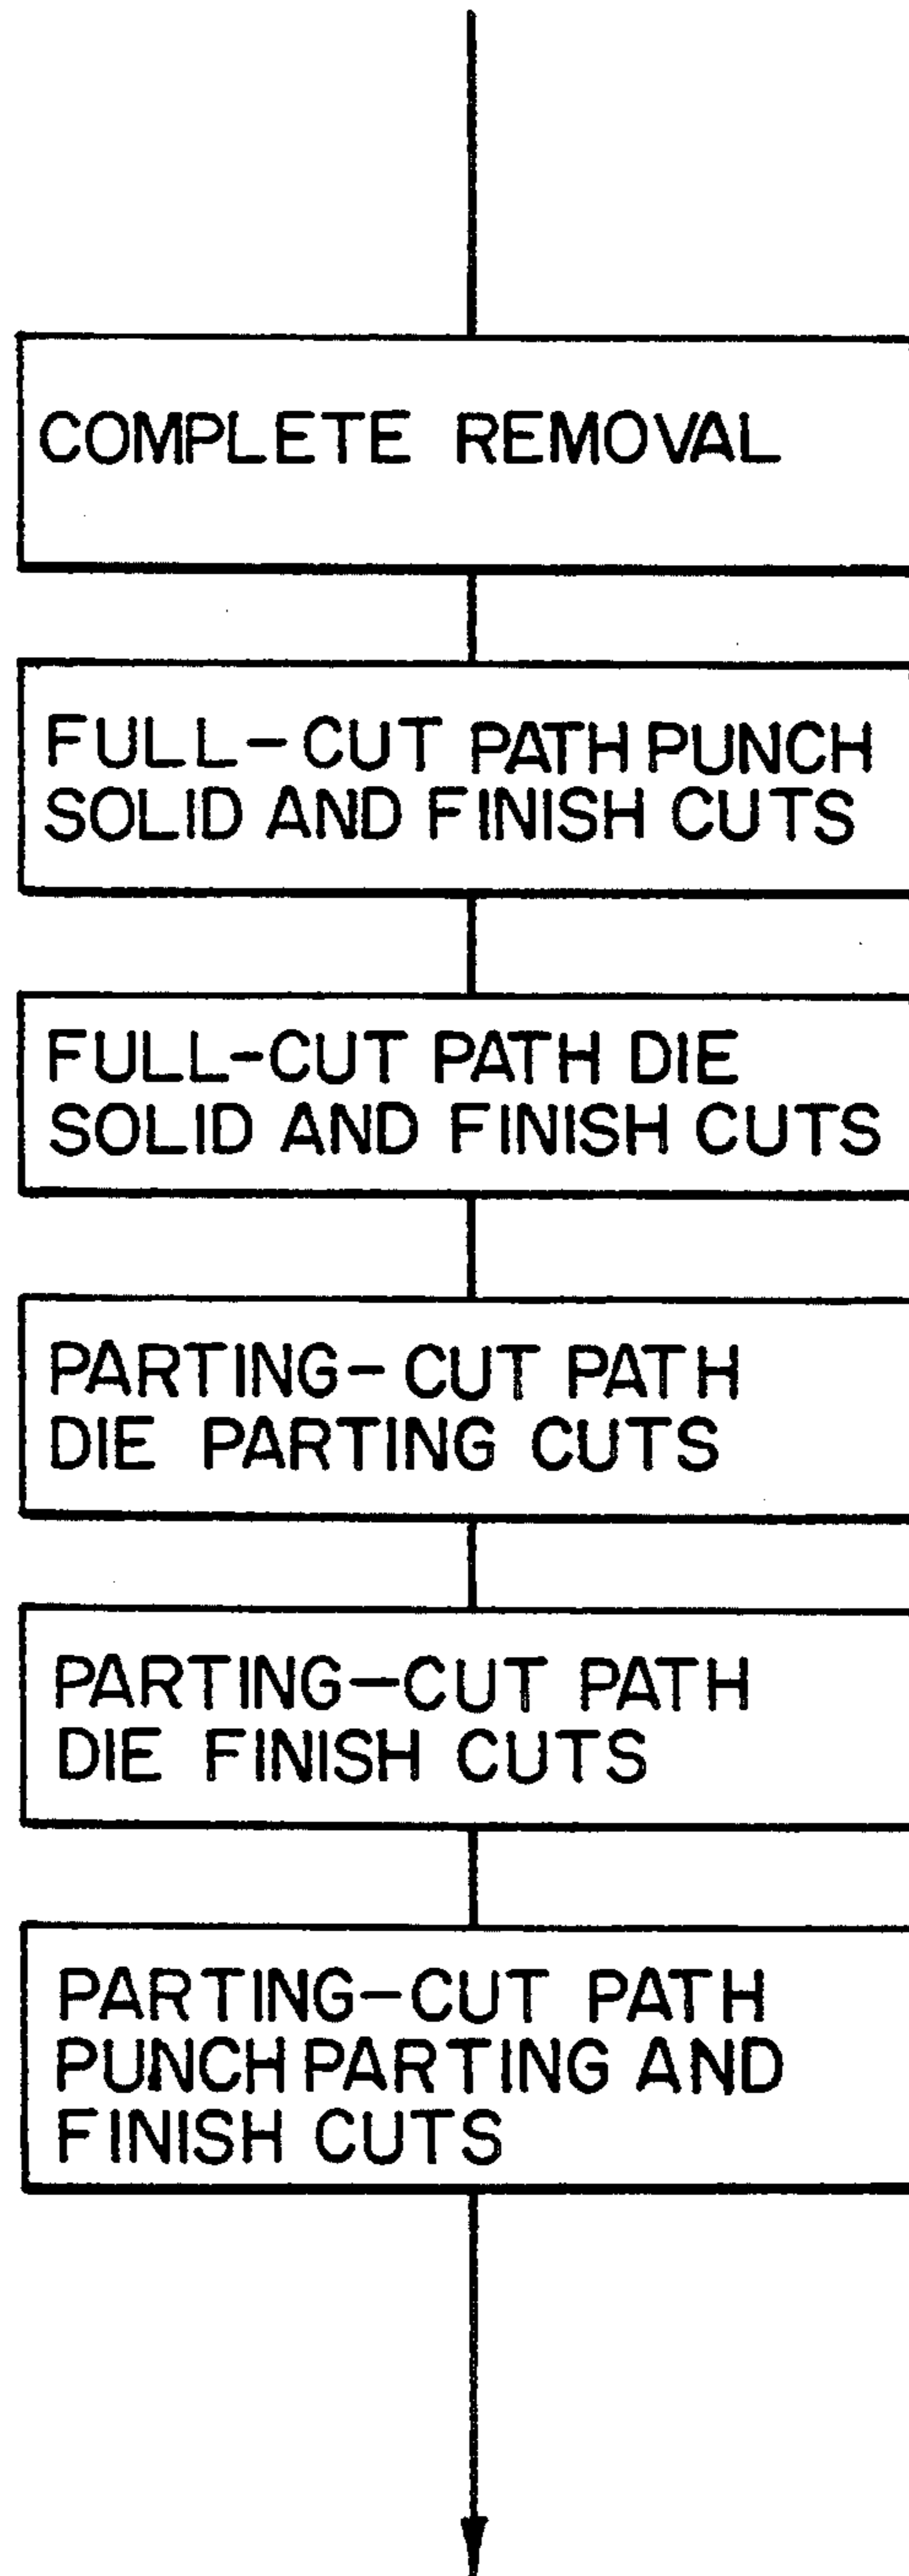 COMPLETE REMOVAL
FULL-CUT PATH PUNCH
SOLID AND FINISH CUTS
FULL-CUT PATH DIE
SOLID AND FINISH CUTS
PARTING-CUT PATH
DIE PARTING CUTS
PARTING-CUT PATH
DIE FINISH CUTS
PARTING-CUT PATH
PUNCH PARTING AND
FINISH CUTS